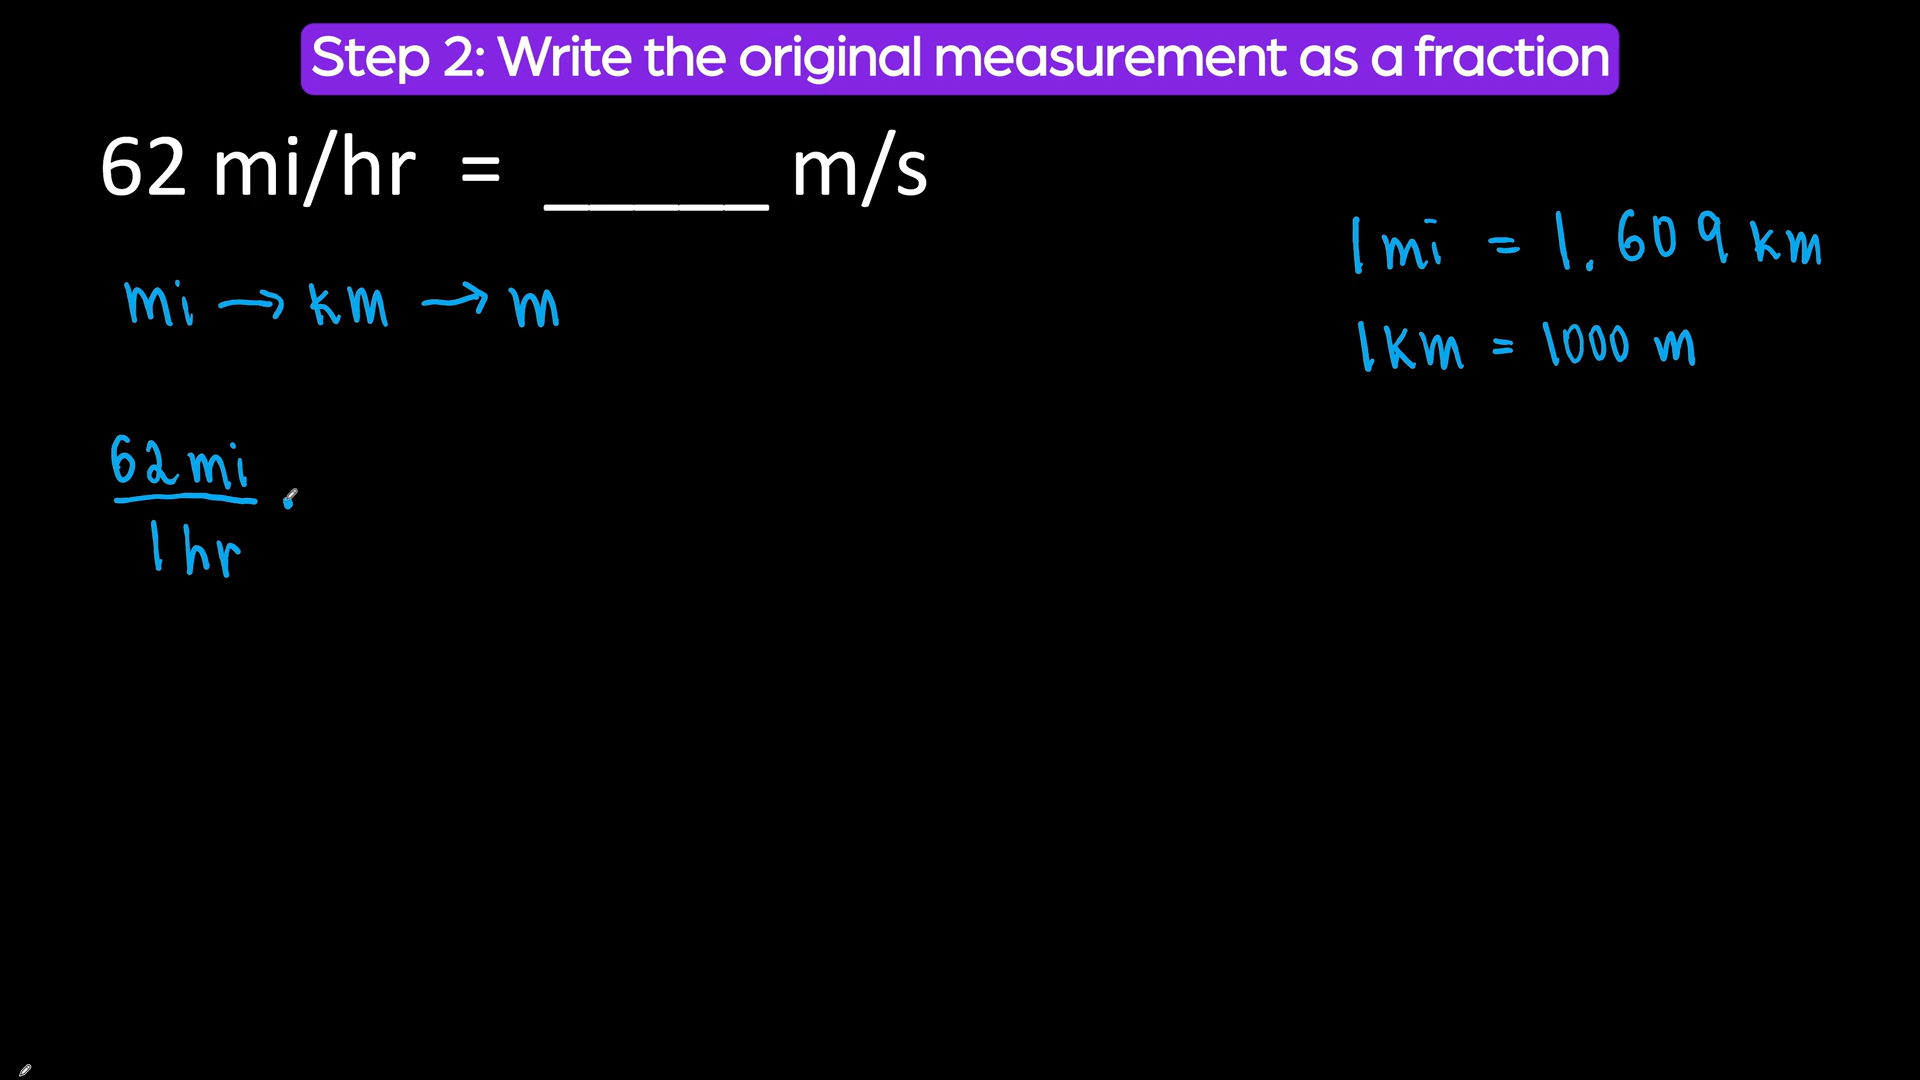 Step 2: Write the original measurement as a fraction
62 mi/hr = _____ m/s
1 mi = 1.609 km
mi → km → m
1 km = 1000 m
62 mi
1 hr
·